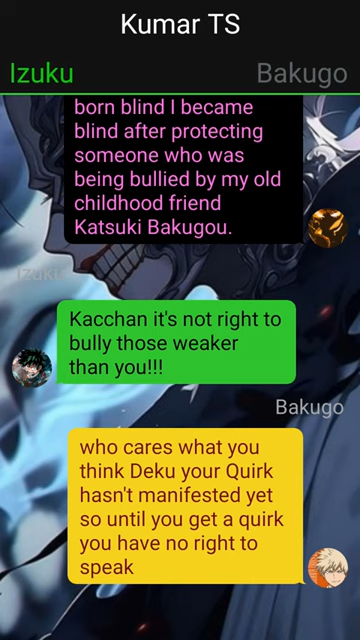 Kumar TS
Izuku Bakugo
born blind I became
blind after protecting
someone who was
being bullied by my old
childhood friend
Katsuki Bakugou.
Izuku
Kacchan it's not right to
bully those weaker
than you!!!
Bakugo
who cares what you
think Deku your Quirk
hasn't manifested yet
so until you get a quirk
you have no right to
speak